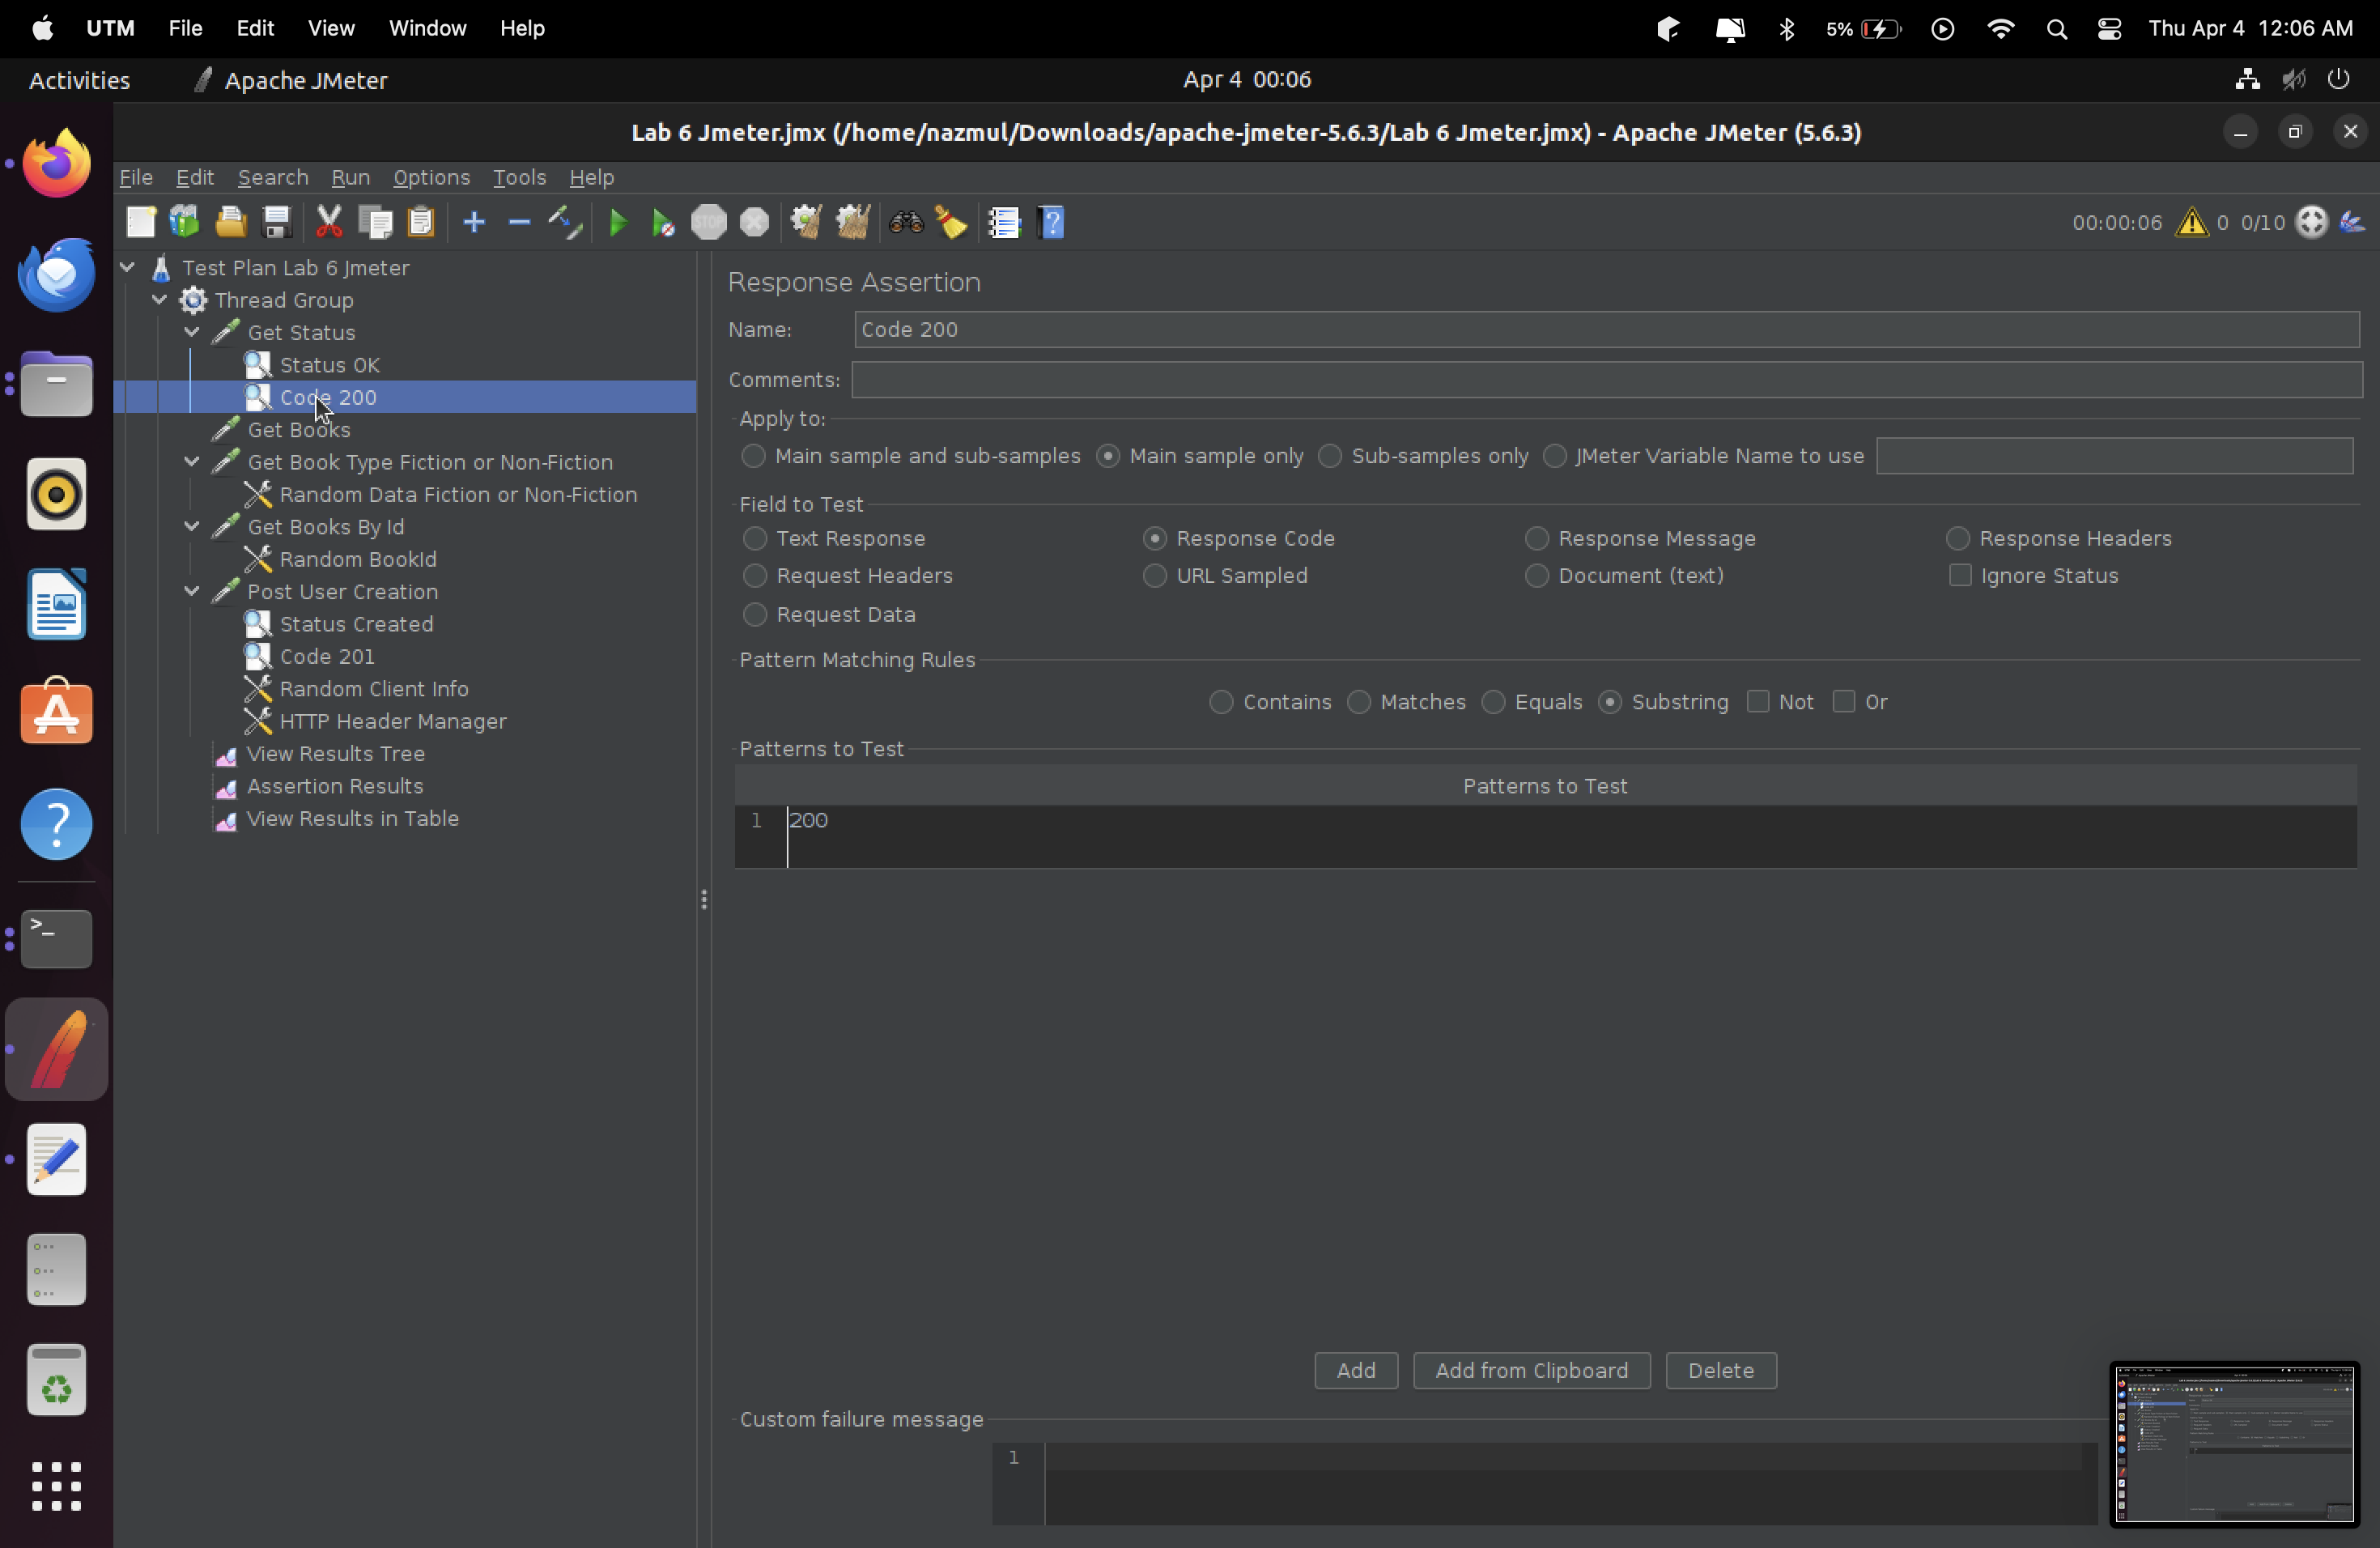 UTM File Edit View Window Help 5% Thu Apr 4 12:06 AM
Activities Apache JMeter Apr 4 00:06
Lab 6 Jmeter.jmx (/home/nazmul/Downloads/apache-jmeter-5.6.3/Lab 6 Jmeter.jmx) - Apache JMeter (5.6.3)
File Edit Search Run Options Tools Help
STOP 00:00:06 0 0/10
Test Plan Lab 6 Jmeter
Thread Group
Get Status
Status OK
Code 200
Get Books
Get Book Type Fiction or Non-Fiction
Random Data Fiction or Non-Fiction
Get Books By Id
Random BookId
Post User Creation
Status Created
Code 201
Random Client Info
HTTP Header Manager
View Results Tree
Assertion Results
View Results in Table
Response Assertion
Name: Code 200
Comments:
Apply to:
Main sample and sub-samples Main sample only Sub-samples only JMeter Variable Name to use
Field to Test
Text Response Response Code Response Message Response Headers
Request Headers URL Sampled Document (text) Ignore Status
Request Data
Pattern Matching Rules
Contains Matches Equals Substring Not Or
Patterns to Test
Patterns to Test
1 200
Add Add from Clipboard Delete
Custom failure message
1